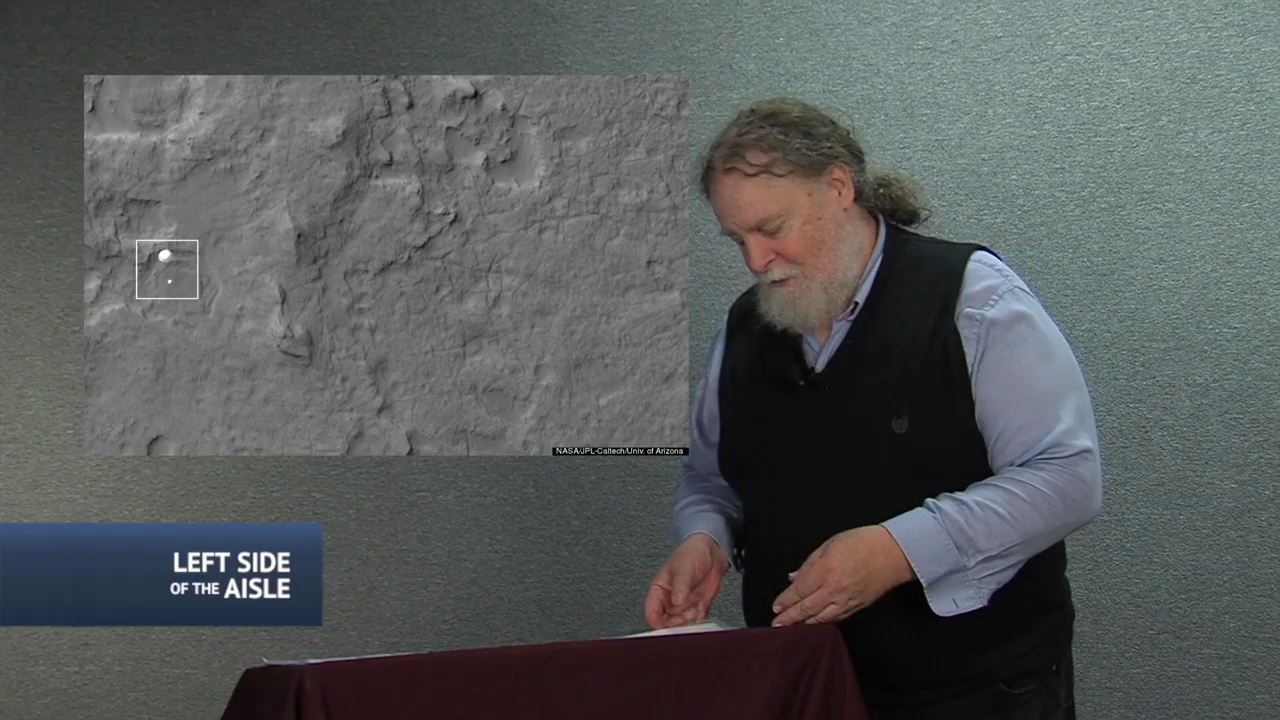 NASA/JPL-Caltech/Univ. of Arizona
LEFT SIDE
OF THE AISLE